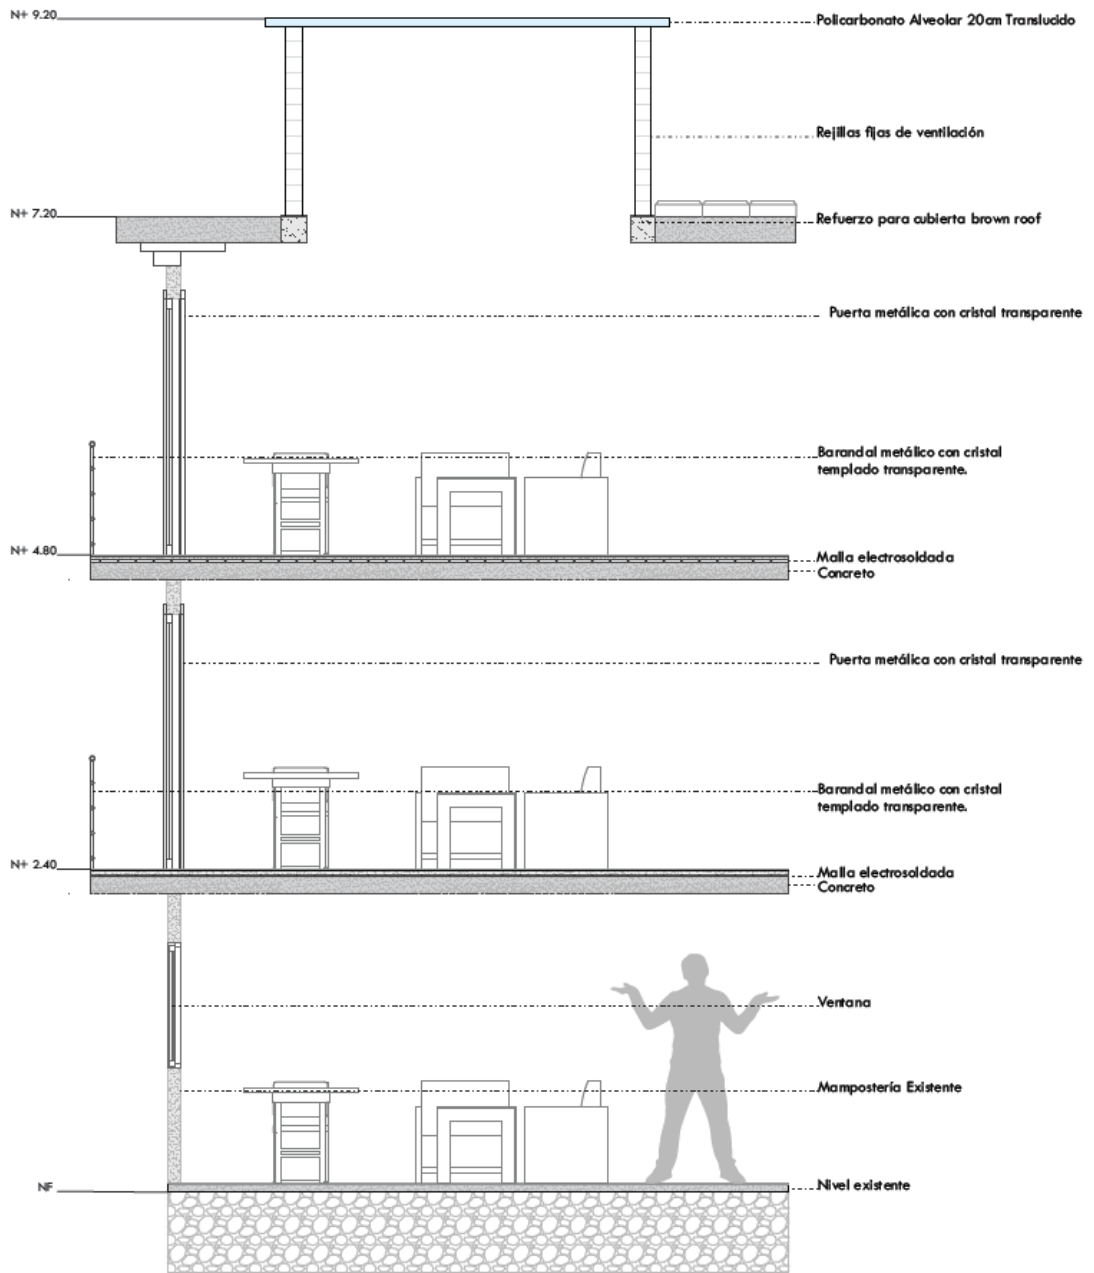 N+ 9.20
Policarbonato Alveolar 20cm Translucido
Rejillas fijas de ventilación
N+ 7.20
Refuerzo para cubierta brown roof
Puerta metálica con cristal transparente
Barandal metálico con cristal
templado transparente.
N+ 4.80
Malla electrosoldada
Concreto
Puerta metálica con cristal transparente
Barandal metálico con cristal
templado transparente.
N+ 2.40
Malla electrosoldada
Concreto
Ventana
Mampostería Existente
NF
Nivel existente